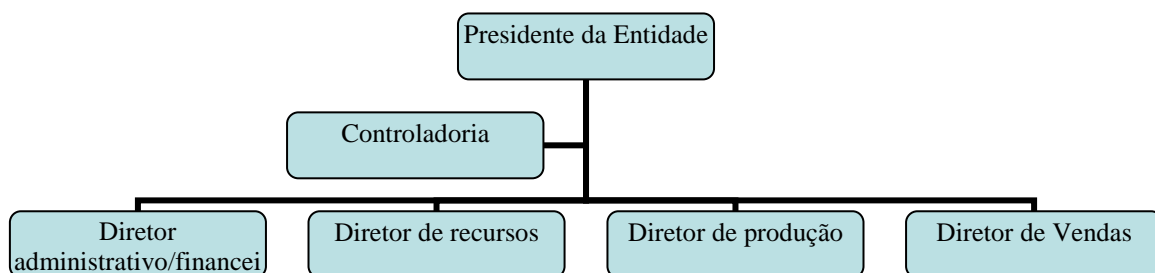 Presidente da Entidade
Controladoria
Diretor
administrativo/financei
Diretor de recursos
Diretor de produção
Diretor de Vendas